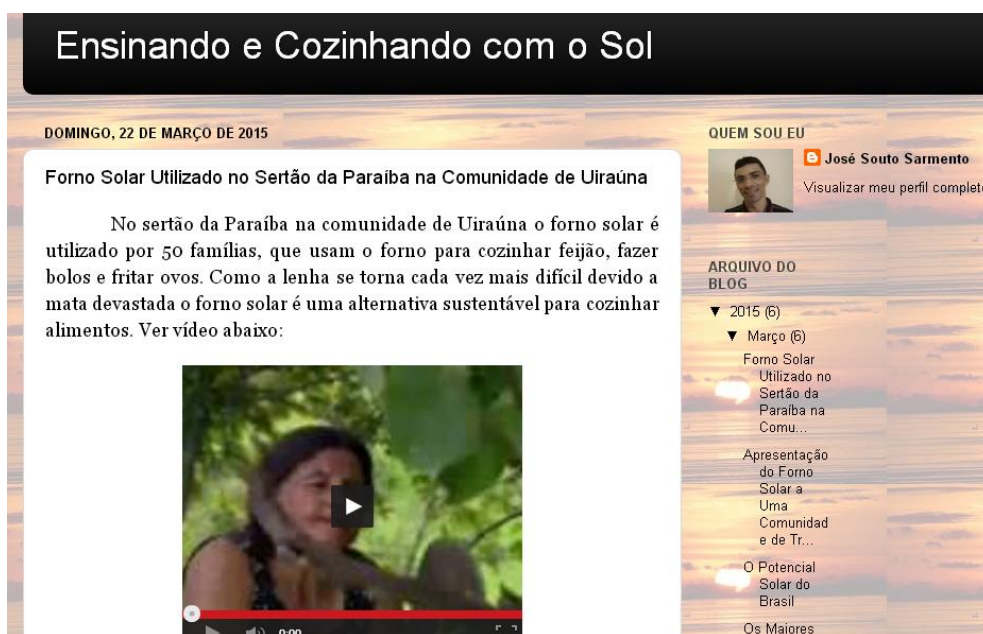 Ensinando e Cozinhando com o Sol
DOMINGO, 22 DE MARÇO DE 2015
Forno Solar Utilizado no Sertão da Paraíba na Comunidade de Uiraúna
No sertão da Paraíba na comunidade de Uiraúna o forno solar é
utilizado por 50 famílias, que usam o forno para cozinhar feijão, fazer
bolos e fritar ovos. Como a lenha se torna cada vez mais difícil devido a
mata devastada o forno solar é uma alternativa sustentável para cozinhar
alimentos. Ver vídeo abaixo:
0:00
QUEM SOU EU
José Souto Sarmento
Visualizar meu perfil complet
ARQUIVO DO
BLOG
▼ 2015 (6)
▼ Março (6)
Forno Solar
Utilizado no
Sertão da
Paraíba na
Comu...
Apresentação
do Forno
Solar a
Uma
Comunidad
e de Tr...
O Potencial
Solar do
Brasil
Os Maiores